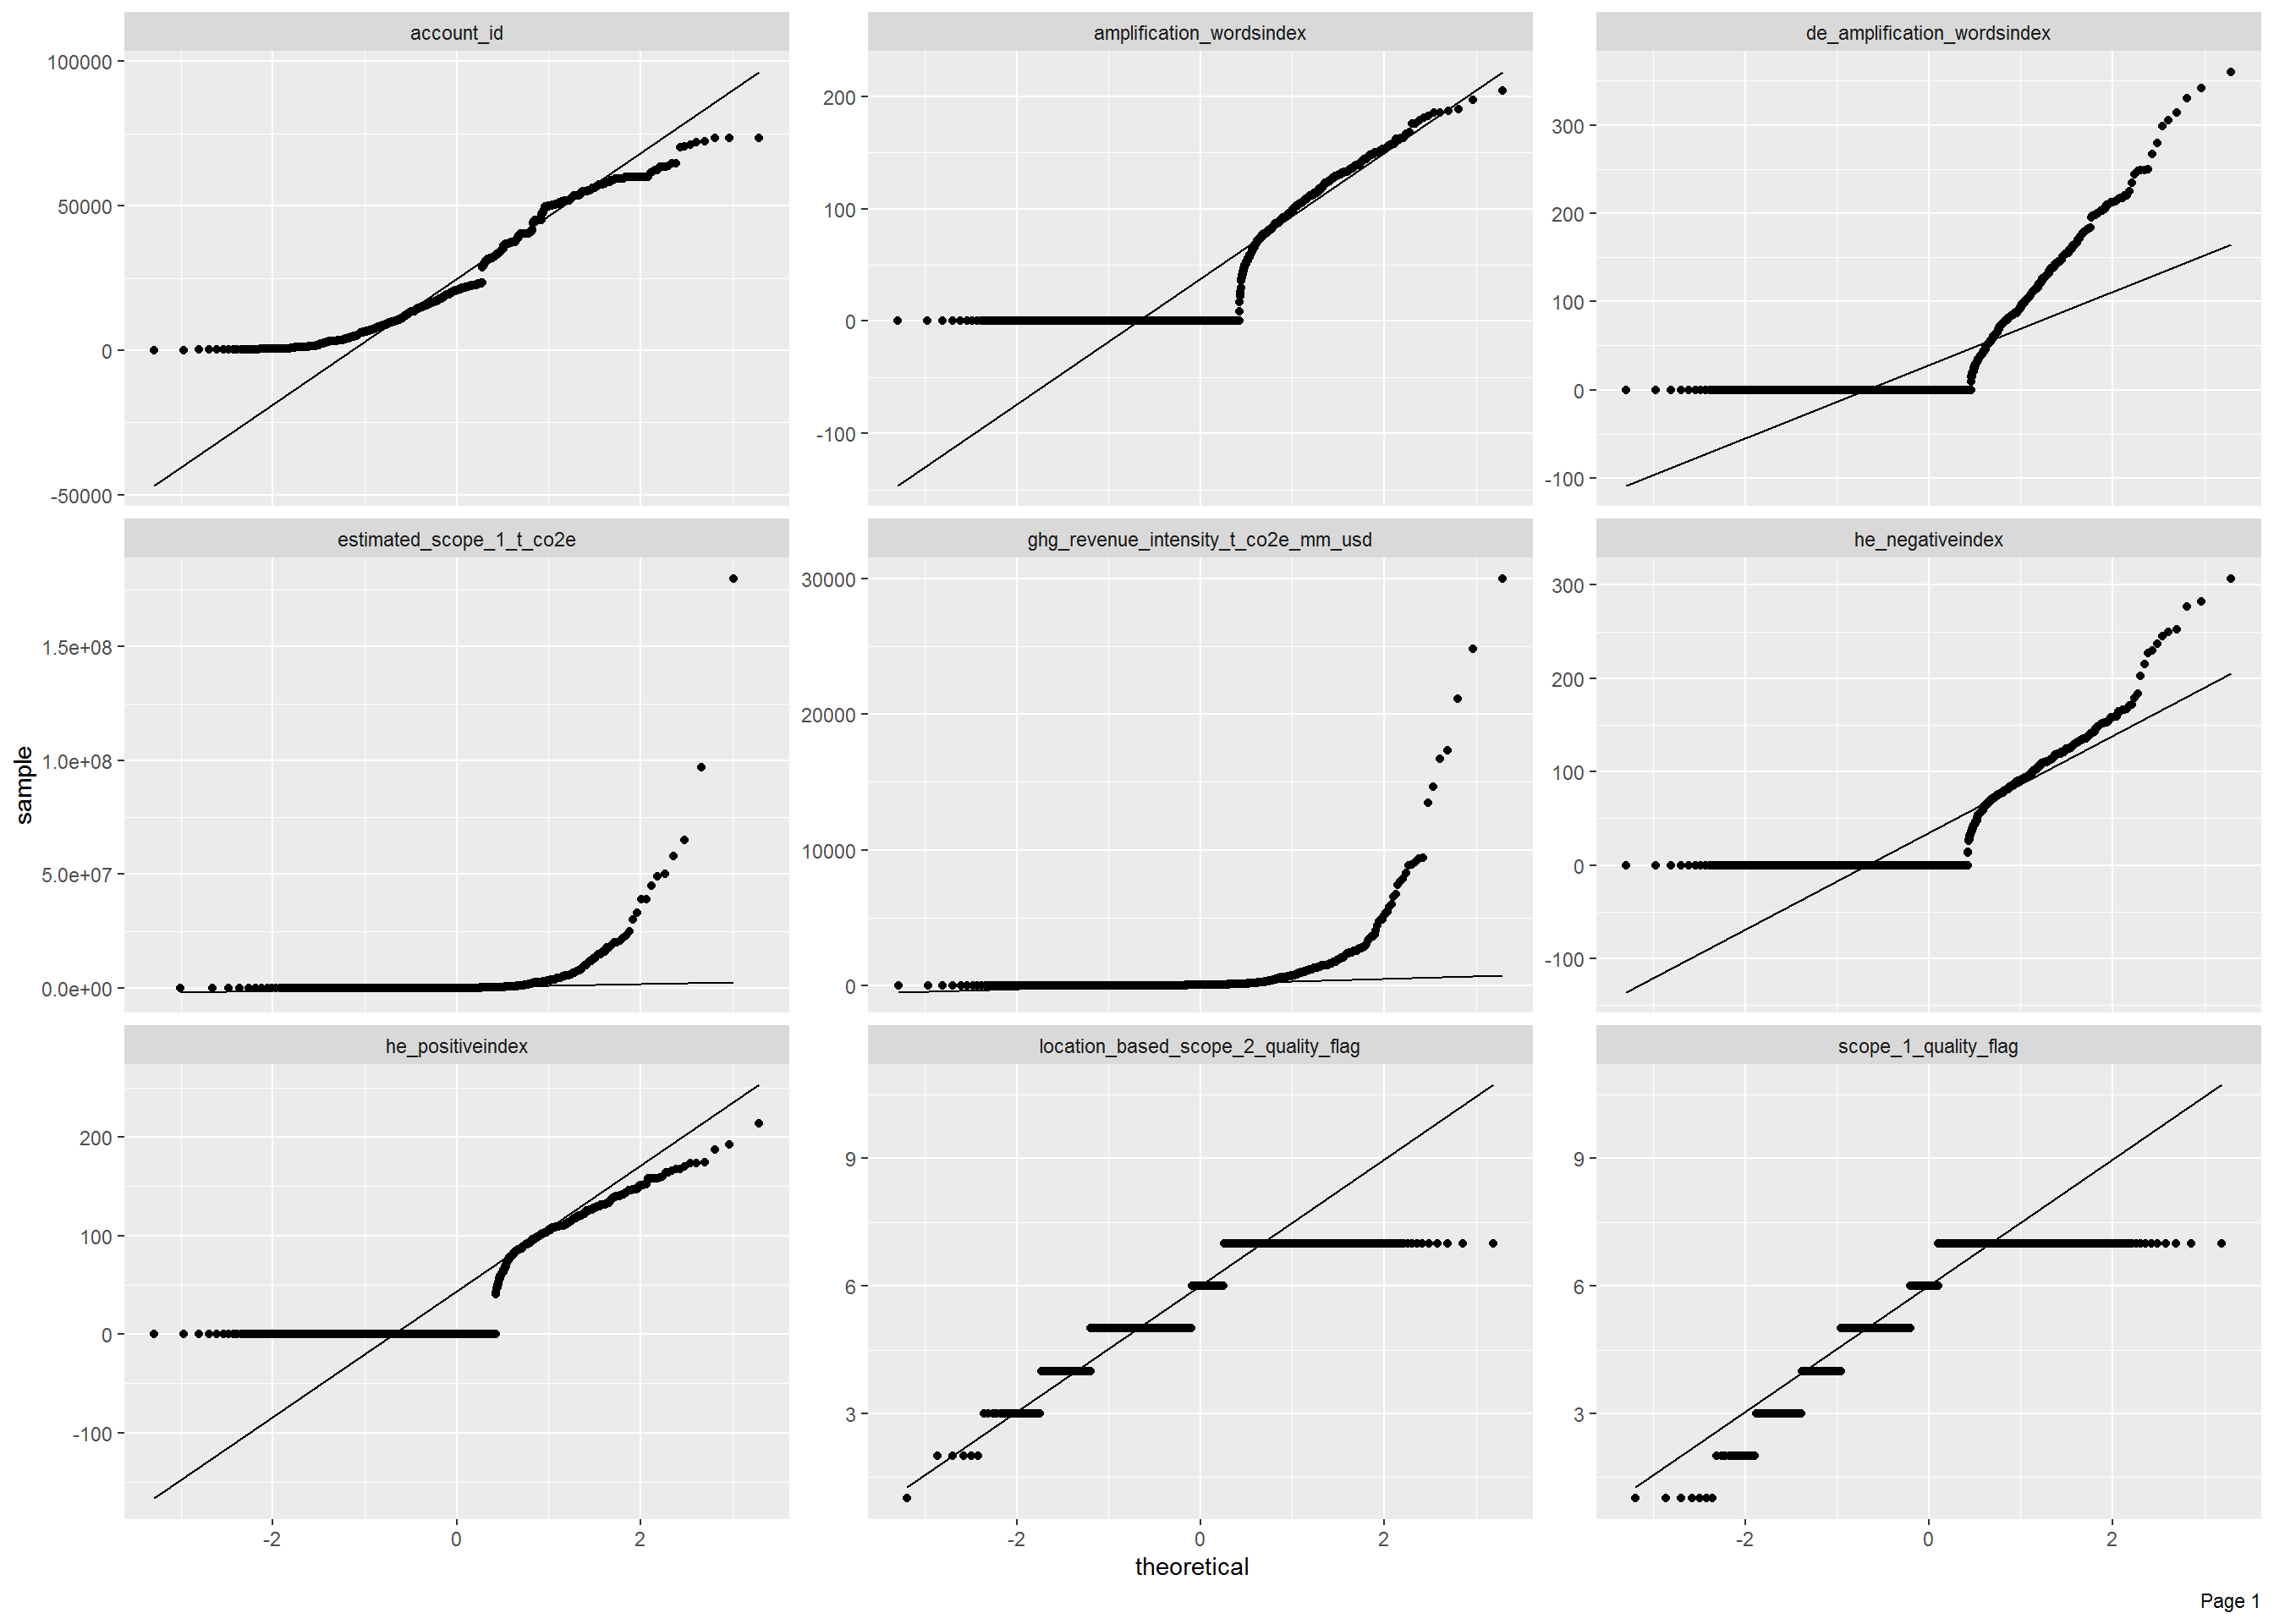 account_id
amplification_wordsindex
de_amplification_wordsindex
100000
50000
0
-50000
200
100
0
-100
300
200
100
0
-100
estimated_scope_1_t_co2e
ghg_revenue_intensity_t_co2e_mm_usd
he_negativeindex
1.5e+08
1.0e+08
5.0e+07
0.0e+00
30000
20000
10000
0
300
200
100
0
-100
he_positiveindex
location_based_scope_2_quality_flag
scope_1_quality_flag
200
100
0
-100
9
6
3
9
6
3
-2 0 2
-2 0 2
-2 0 2
sample
theoretical
Page 1